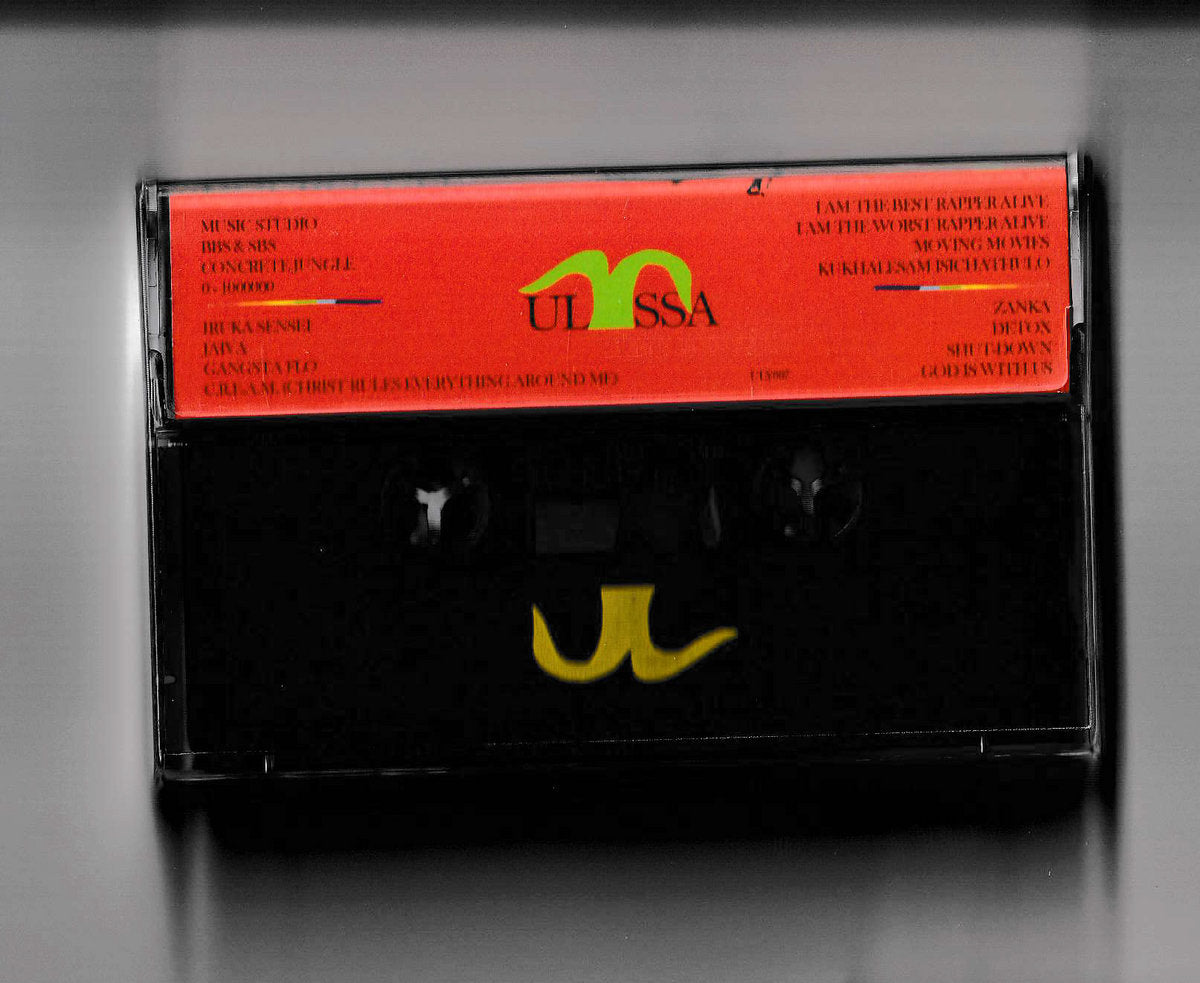 MUSIC STUDIO
BBS & SBS
CONCRETE JUNGLE
0 - 1000000
IRUKA SENSEI
JAIVA
GANGSTA FLO
C.R.E.A.M. (CHRIST RULES EVERYTHING AROUND ME)
ULYSSA
I AM THE BEST RAPPER ALIVE
I AM THE WORST RAPPER ALIVE
MOVING MOVIES
KUKHALESAM ISICHATHULO
ZANKA
DETOX
SHUT-DOWN
GOD IS WITH US